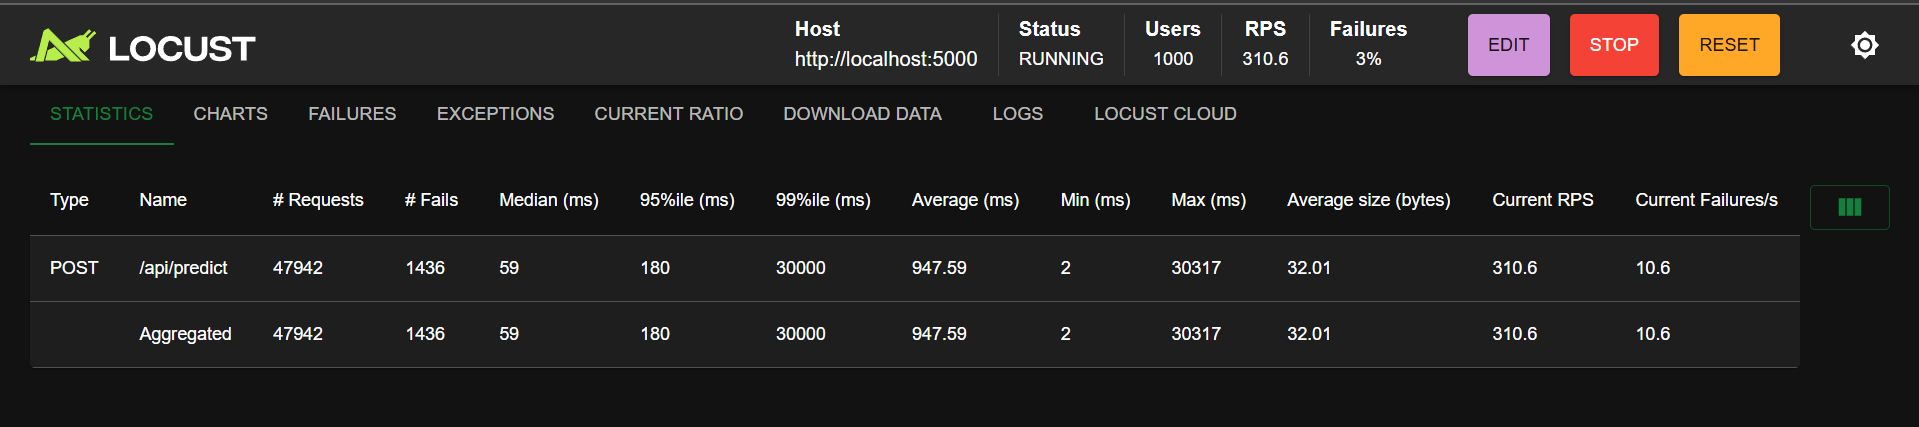 LOCUST
Host Status Users RPS Failures
http://localhost:5000 RUNNING 1000 310.6 3%
EDIT STOP RESET
STATISTICS CHARTS FAILURES EXCEPTIONS CURRENT RATIO DOWNLOAD DATA LOGS LOCUST CLOUD
Type Name # Requests # Fails Median (ms) 95%ile (ms) 99%ile (ms) Average (ms) Min (ms) Max (ms) Average size (bytes) Current RPS Current Failures/s
POST /api/predict 47942 1436 59 180 30000 947.59 2 30317 32.01 310.6 10.6
Aggregated 47942 1436 59 180 30000 947.59 2 30317 32.01 310.6 10.6